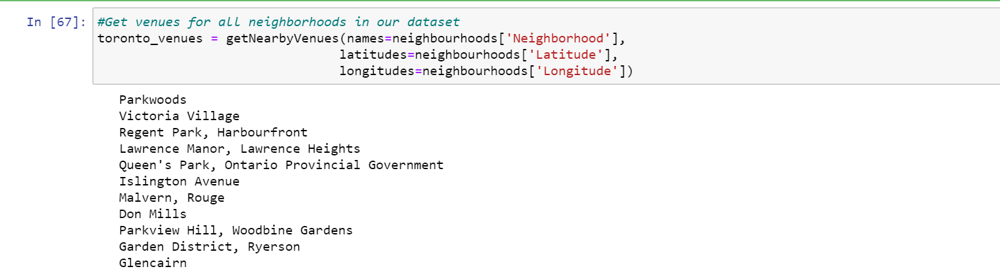 In [67]: #Get venues for all neighborhoods in our dataset
toronto_venues = getNearbyVenues(names=neighbourhoods['Neighborhood'],
latitudes=neighbourhoods['Latitude'],
longitudes=neighbourhoods['Longitude'])
Parkwoods
Victoria Village
Regent Park, Harbourfront
Lawrence Manor, Lawrence Heights
Queen's Park, Ontario Provincial Government
Islington Avenue
Malvern, Rouge
Don Mills
Parkview Hill, Woodbine Gardens
Garden District, Ryerson
Glencairn